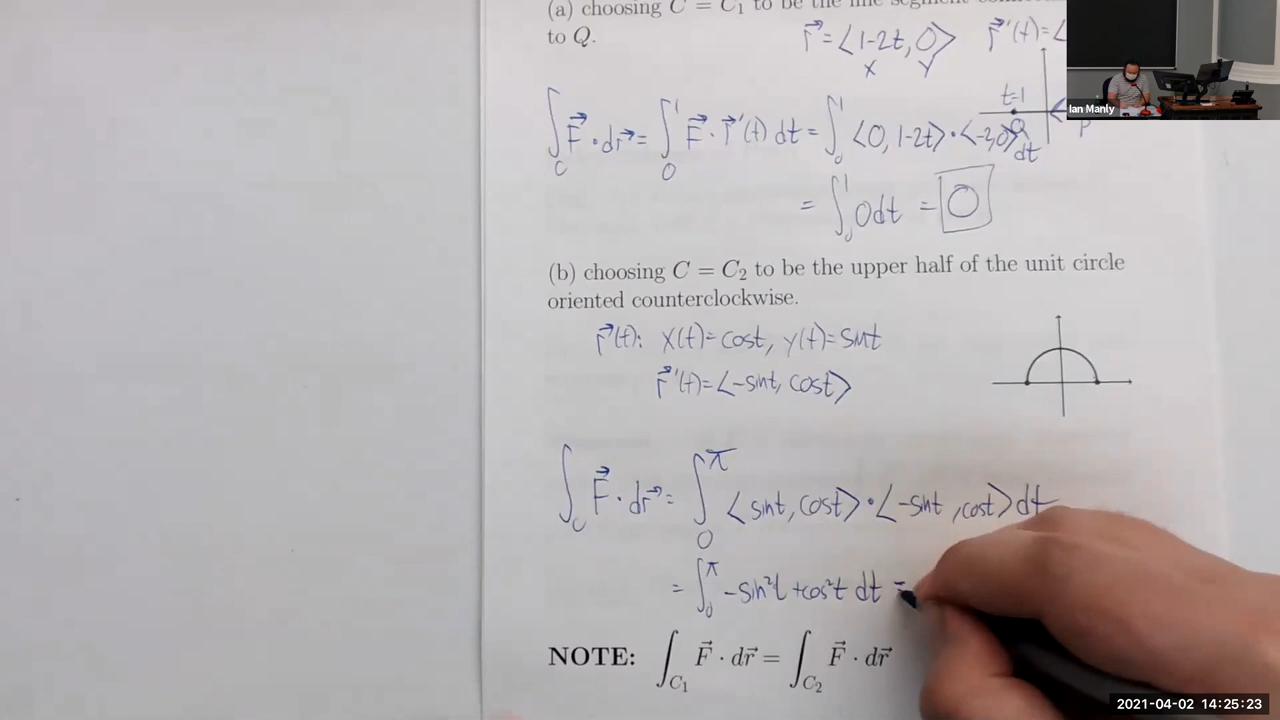 (a) choosing C = C₁ to be the line segment
to Q.
r⃗ = ⟨1-2t, 0⟩ r⃗'(t) = ⟨
x y
t=1
Ian Manly
∫_C F⃗ · dr⃗ = ∫₀¹ F⃗ · r⃗'(t) dt = ∫₀¹ ⟨0, 1-2t⟩ · ⟨-2, 0⟩ dt
Q P
= ∫₀¹ 0 dt = 0
(b) choosing C = C₂ to be the upper half of the unit circle
oriented counterclockwise.
r⃗(t): x(t) = cost, y(t) = sint
r⃗'(t) = ⟨-sint, cost⟩
∫_C F⃗ · dr⃗ = ∫₀^π ⟨sint, cost⟩ · ⟨-sint, cost⟩ dt
= ∫₀^π -sin²t + cos²t dt =
NOTE: ∫_C₁ F⃗ · dr⃗ = ∫_C₂ F⃗ · dr⃗
2021-04-02 14:25:23